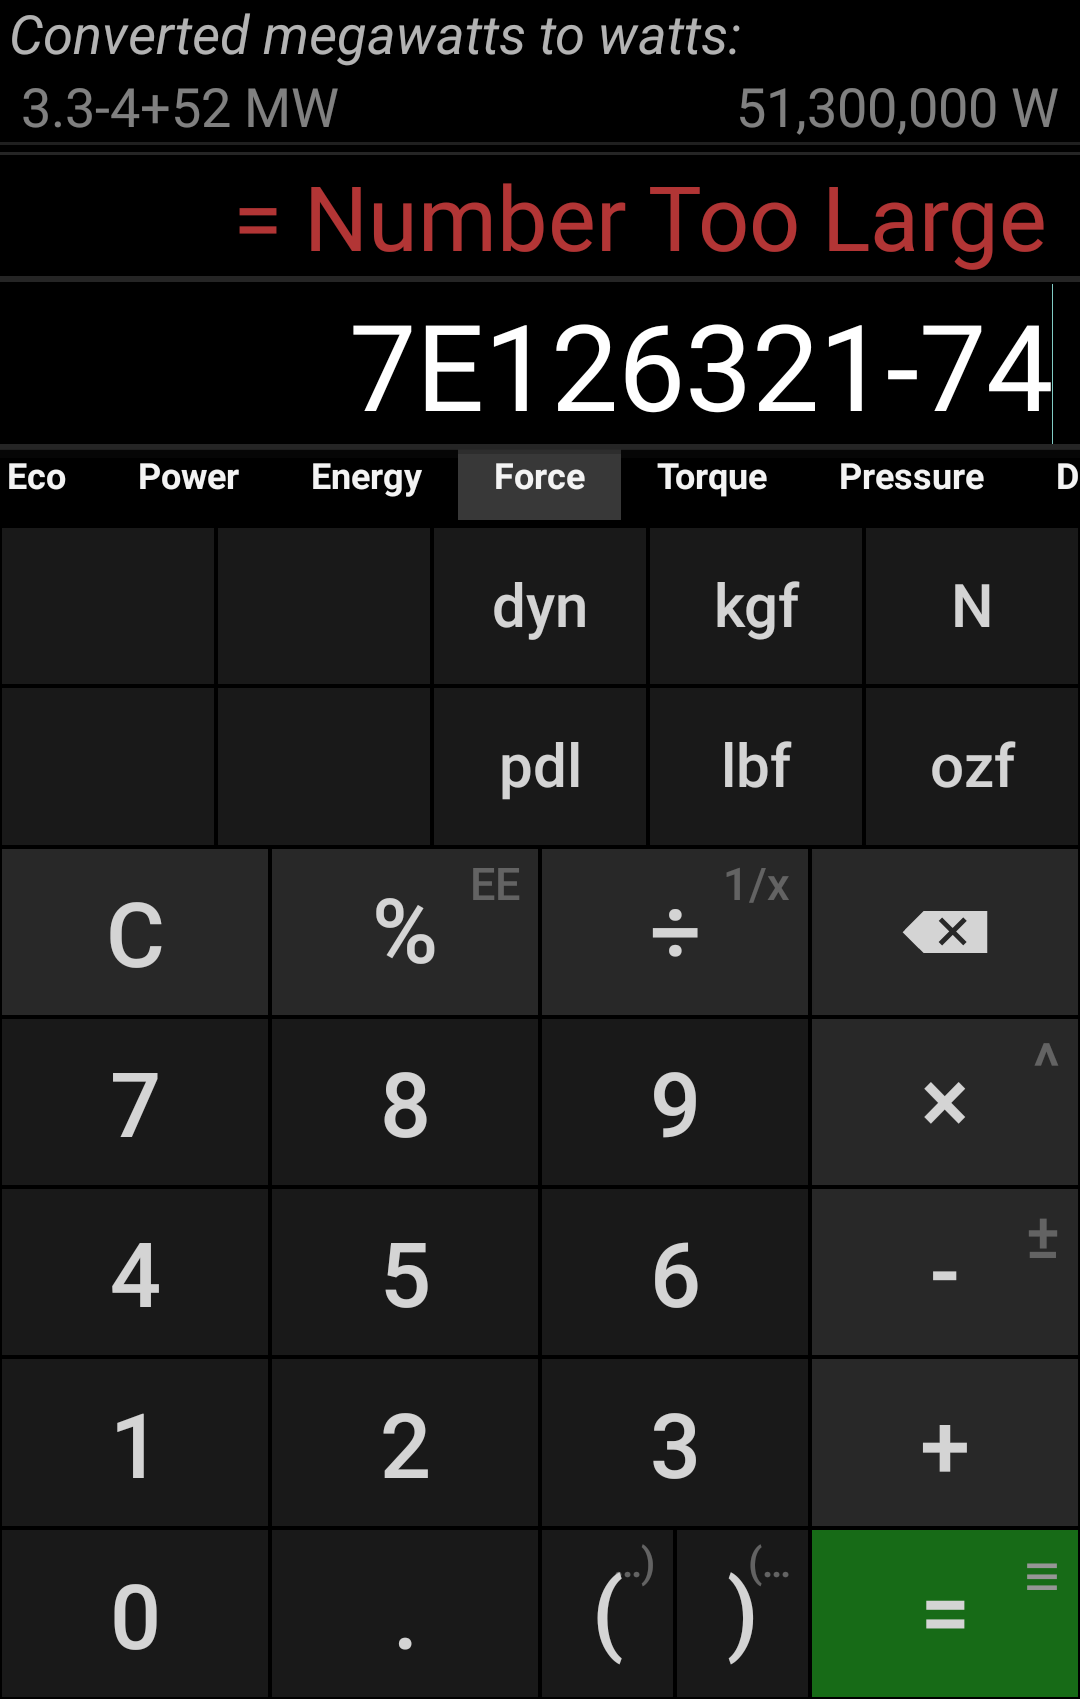 Converted megawatts to watts:
3.3-4+52 MW 51,300,000 W
= Number Too Large
7E126321-74
Eco Power Energy Force Torque Pressure D
dyn kgf N
pdl lbf ozf
C % EE ÷ 1/x
7 8 9 × ^
4 5 6 - ±
1 2 3 + 
0 . ( ..) ) (... = ≡